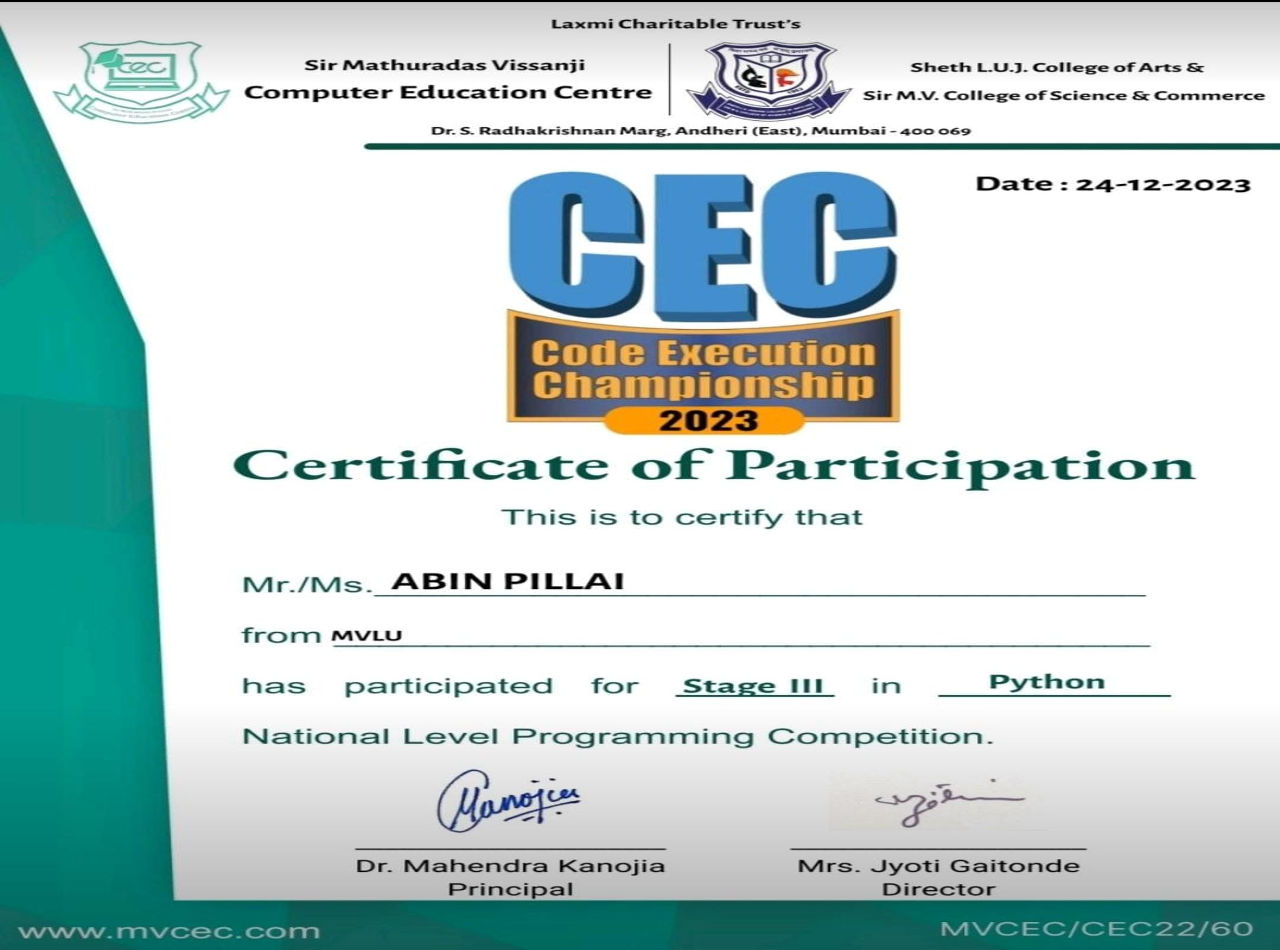 Laxmi Charitable Trust's
cec
Sir Mathuradas Vissanji
Computer Education Centre
Sheth L.U.J. College of Arts &
Sir M.V. College of Science & Commerce
Dr. S. Radhakrishnan Marg, Andheri (East), Mumbai - 400 069
Date : 24-12-2023
CEC
Code Execution
Championship
2023
Certificate of Participation
This is to certify that
Mr./Ms. ABIN PILLAI
from MVLU
has participated for Stage III in Python
National Level Programming Competition.
Manojia
Dr. Mahendra Kanojia
Principal
Mrs. Jyoti Gaitonde
Director
www.mvcec.com
MVCEC/CEC22/60